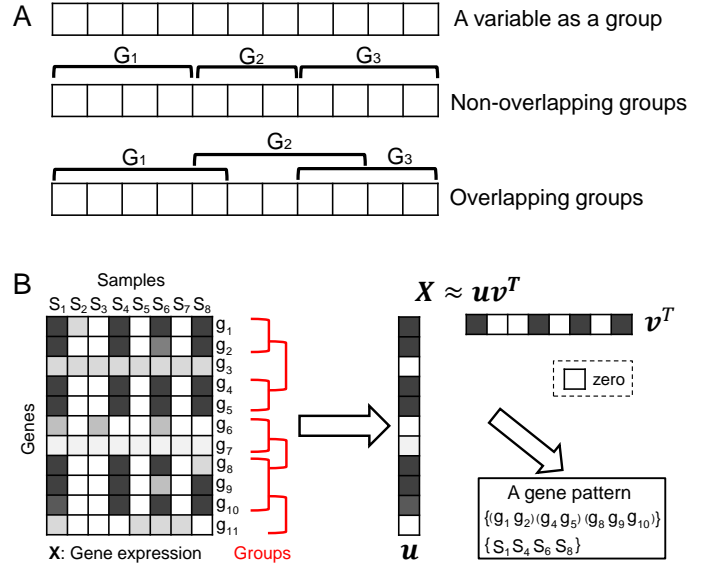 A
A variable as a group
G1 G2 G3
Non-overlapping groups
G2
G1 G3
Overlapping groups
B
Samples
S1 S2 S3 S4 S5 S6 S7 S8
X ≈ uv^T
g1
g2
g3
g4
g5
g6
g7
g8
g9
g10
g11
Genes
v^T
zero
A gene pattern
{(g1 g2)(g4 g5)(g8 g9 g10)}
{S1 S4 S6 S8}
X: Gene expression
Groups
u